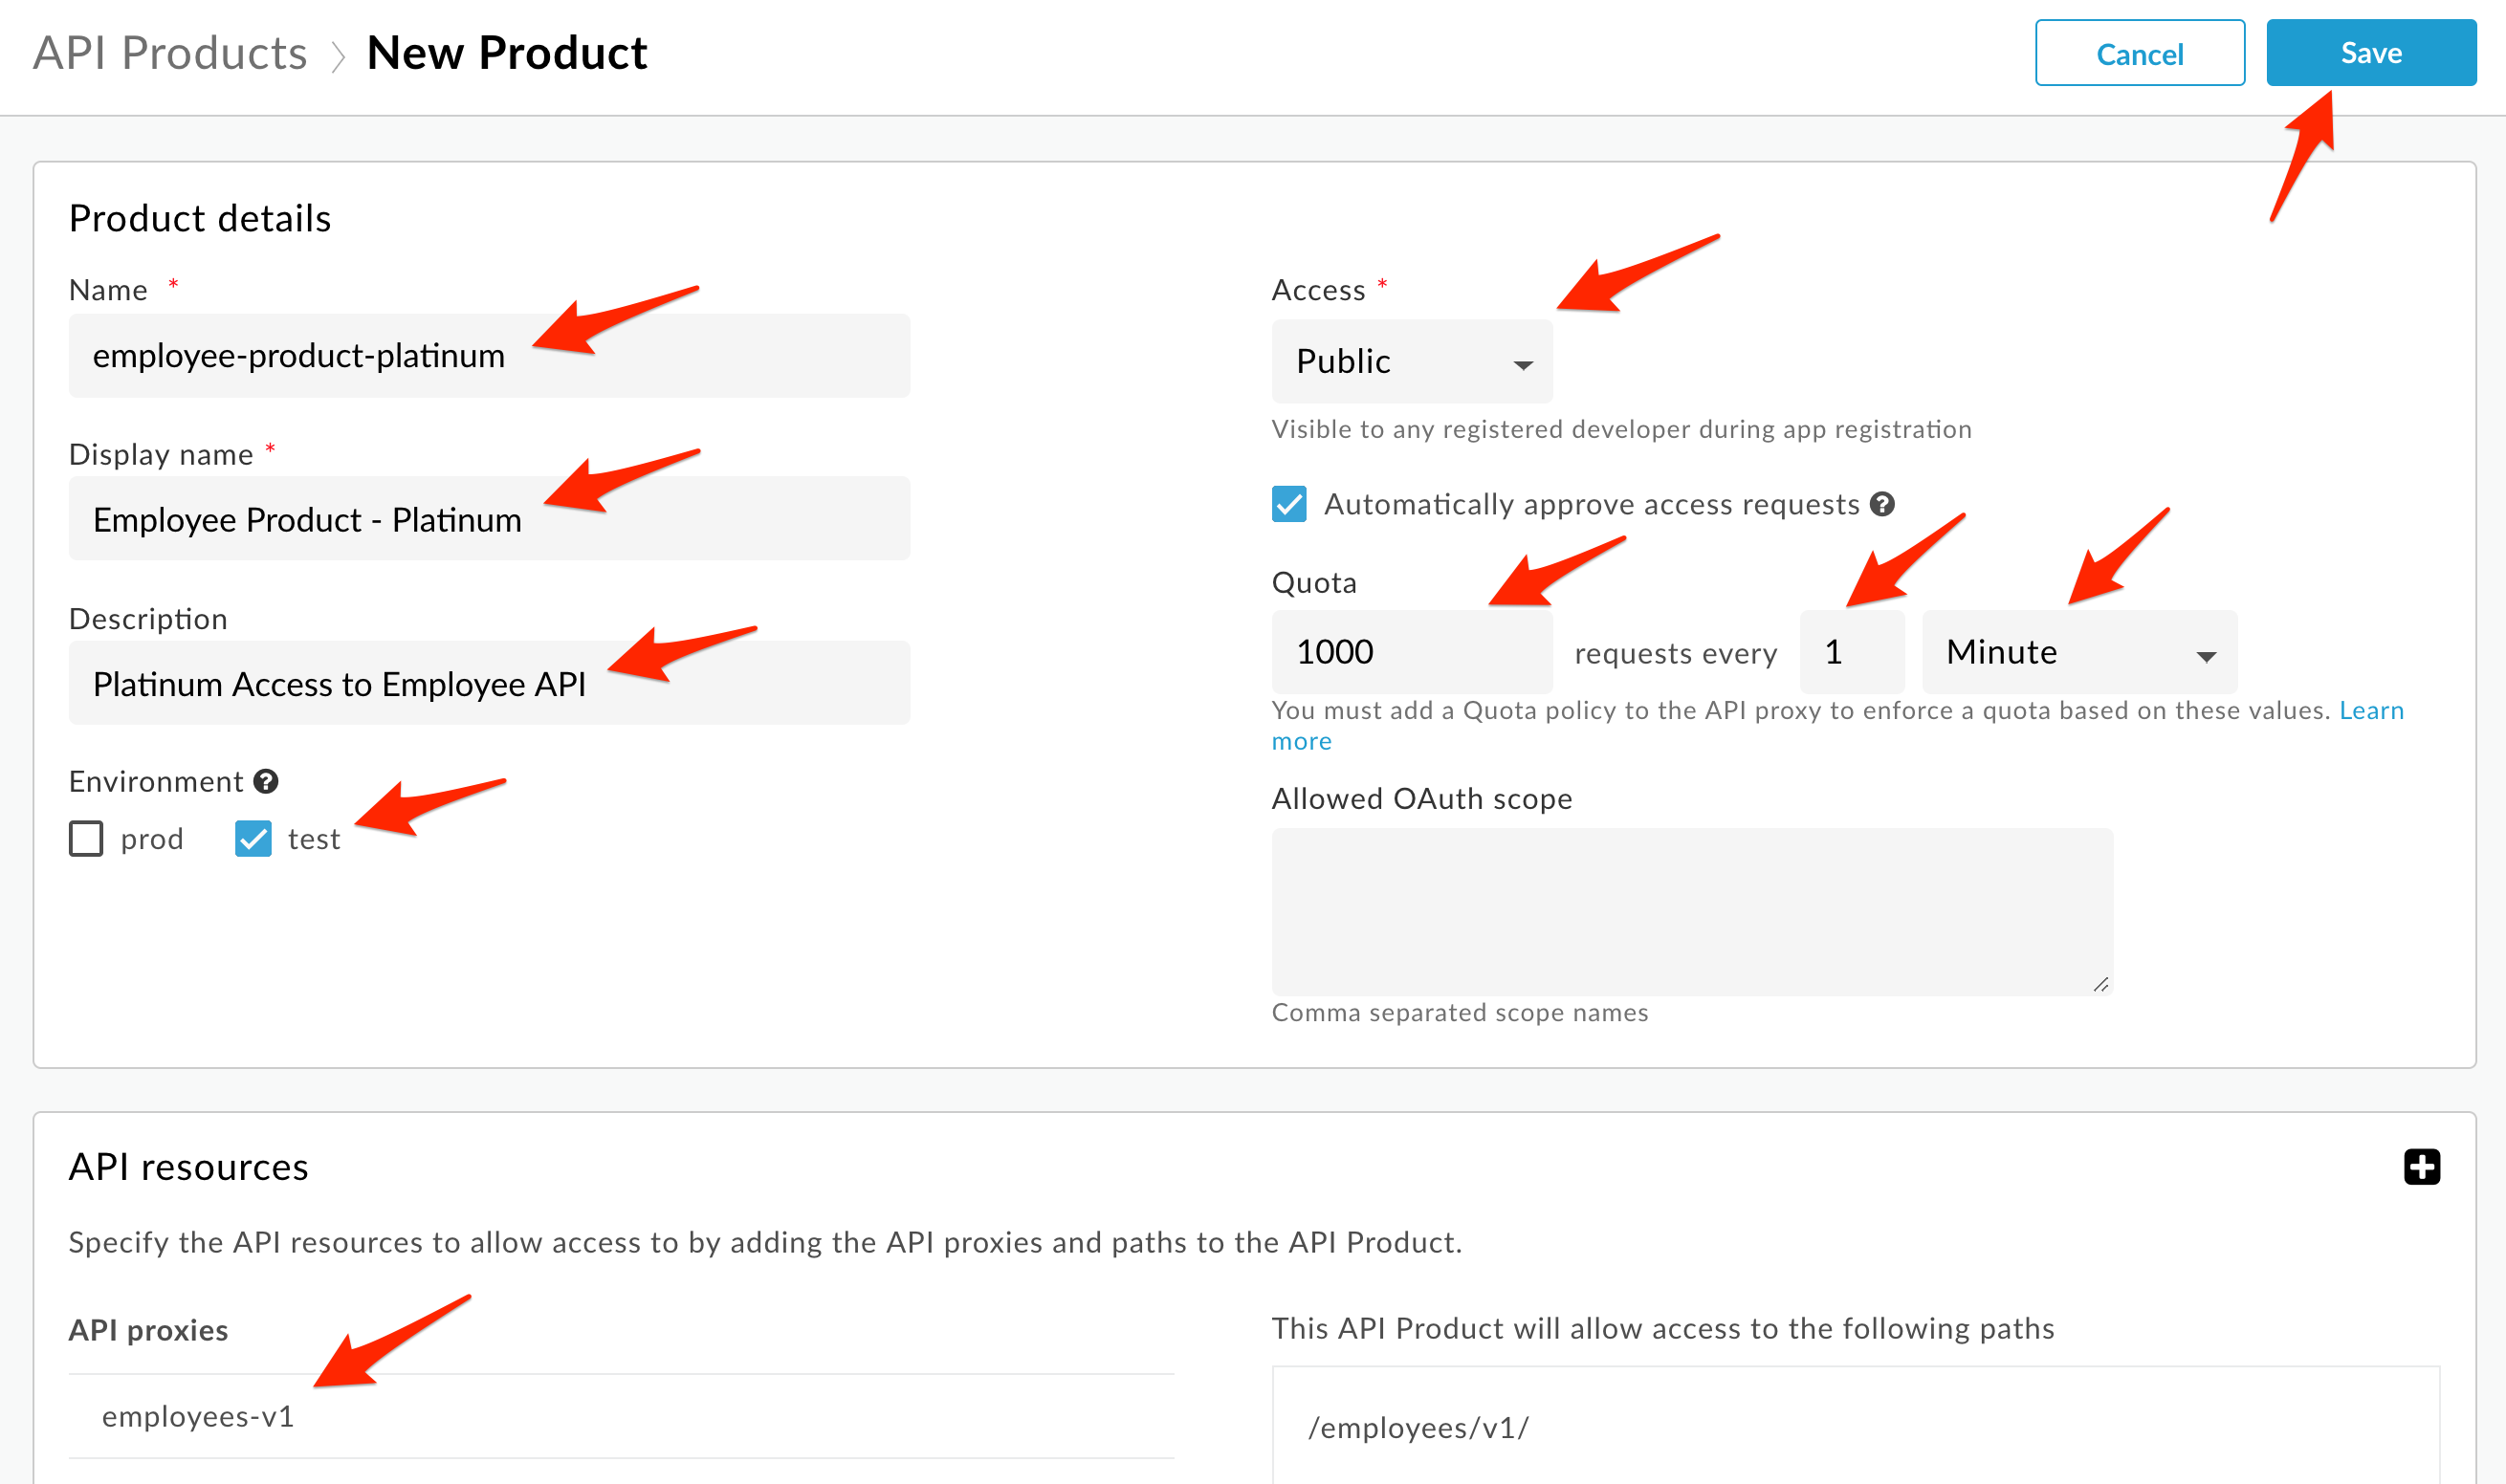 API Products > New Product
Cancel
Save
Product details
Name *
employee-product-platinum
Display name *
Employee Product - Platinum
Description
Platinum Access to Employee API
Environment ?
prod
test
Access *
Public
Visible to any registered developer during app registration
Automatically approve access requests ?
Quota
1000 requests every 1 Minute
You must add a Quota policy to the API proxy to enforce a quota based on these values. Learn
more
Allowed OAuth scope
Comma separated scope names
API resources
Specify the API resources to allow access to by adding the API proxies and paths to the API Product.
API proxies
employees-v1
This API Product will allow access to the following paths
/employees/v1/